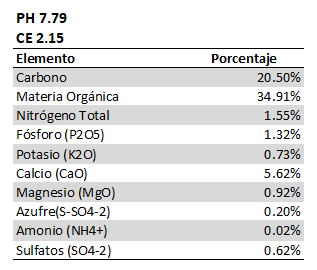 PH 7.79
CE 2.15
Elemento Porcentaje
Carbono 20.50%
Materia Orgánica 34.91%
Nitrógeno Total 1.55%
Fósforo (P2O5) 1.32%
Potasio (K2O) 0.73%
Calcio (CaO) 5.62%
Magnesio (MgO) 0.92%
Azufre(S-SO4-2) 0.20%
Amonio (NH4+) 0.02%
Sulfatos (SO4-2) 0.62%